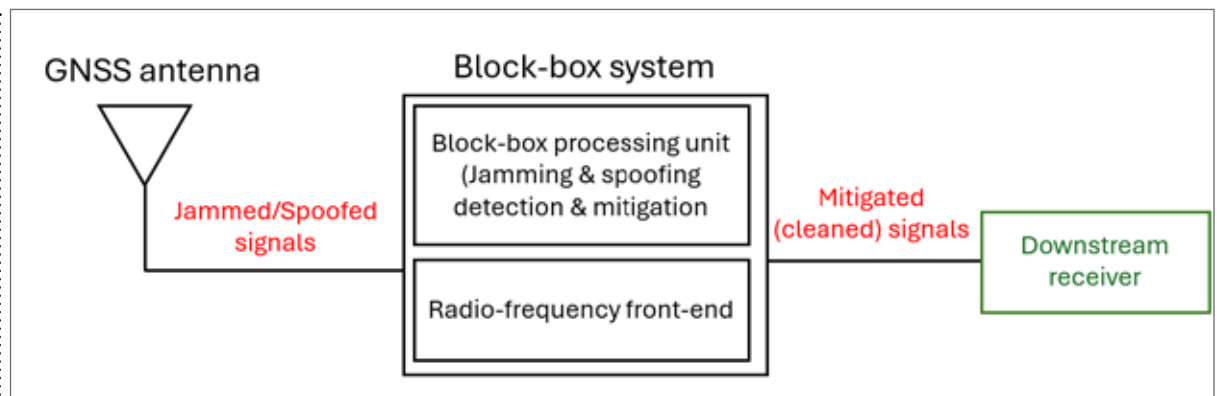 GNSS antenna
Block-box system
Block-box processing unit
(Jamming & spoofing
detection & mitigation
Jammed/Spoofed
signals
Mitigated
(cleaned) signals
Downstream
receiver
Radio-frequency front-end